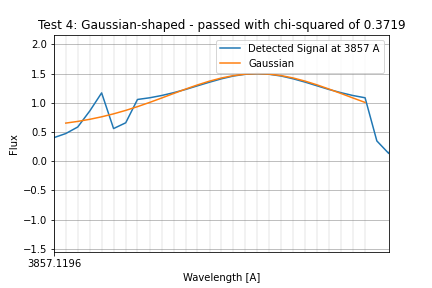 Test 4: Gaussian-shaped - passed with chi-squared of 0.3719
Detected Signal at 3857 A
Gaussian
2.0
1.5
1.0
0.5
0.0
−0.5
−1.0
−1.5
Flux
3857.1196
Wavelength [A]